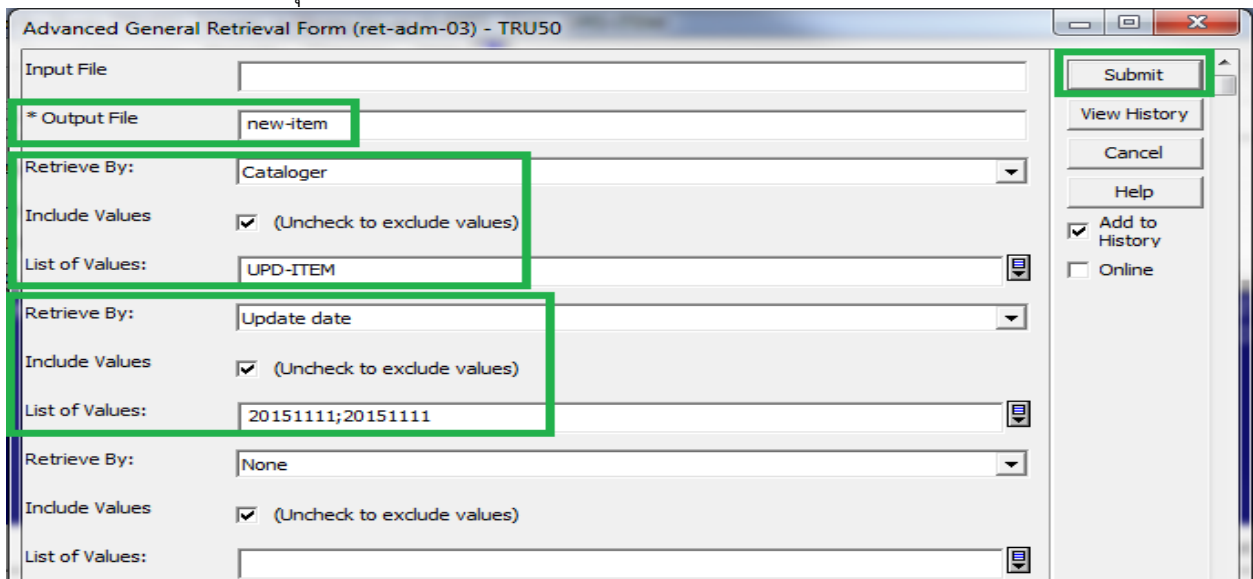 Advanced General Retrieval Form (ret-adm-03) - TRU50
Input File
Submit
* Output File new-item
View History
Retrieve By: Cataloger
Cancel
Help
Include Values (Uncheck to exclude values)
Add to History
List of Values: UPD-ITEM
Online
Retrieve By: Update date
Include Values (Uncheck to exclude values)
List of Values: 20151111;20151111
Retrieve By: None
Include Values (Uncheck to exclude values)
List of Values: